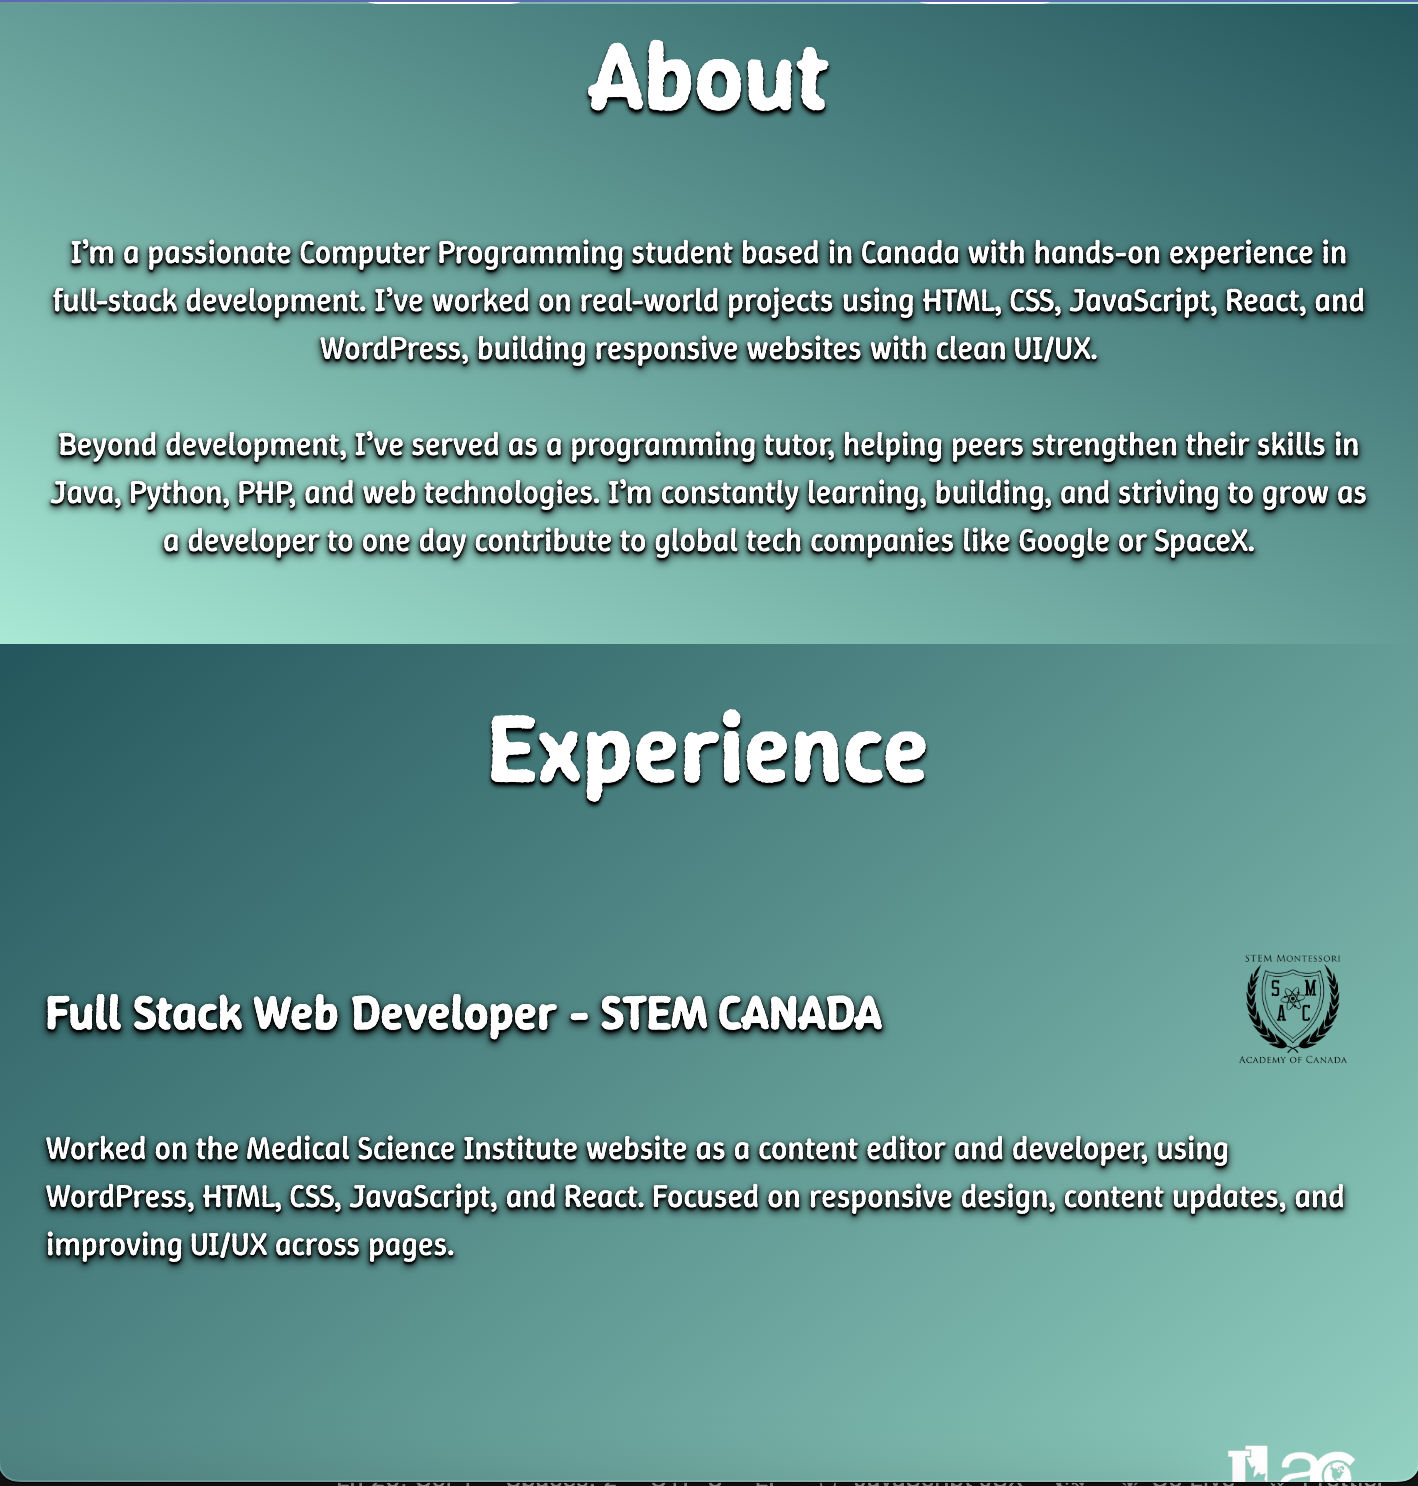 About
I’m a passionate Computer Programming student based in Canada with hands-on experience in
full-stack development. I’ve worked on real-world projects using HTML, CSS, JavaScript, React, and
WordPress, building responsive websites with clean UI/UX.
Beyond development, I’ve served as a programming tutor, helping peers strengthen their skills in
Java, Python, PHP, and web technologies. I’m constantly learning, building, and striving to grow as
a developer to one day contribute to global tech companies like Google or SpaceX.
Experience
STEM MONTESSORI
S M
A C
ACADEMY OF CANADA
Full Stack Web Developer - STEM CANADA
Worked on the Medical Science Institute website as a content editor and developer, using
WordPress, HTML, CSS, JavaScript, and React. Focused on responsive design, content updates, and
improving UI/UX across pages.